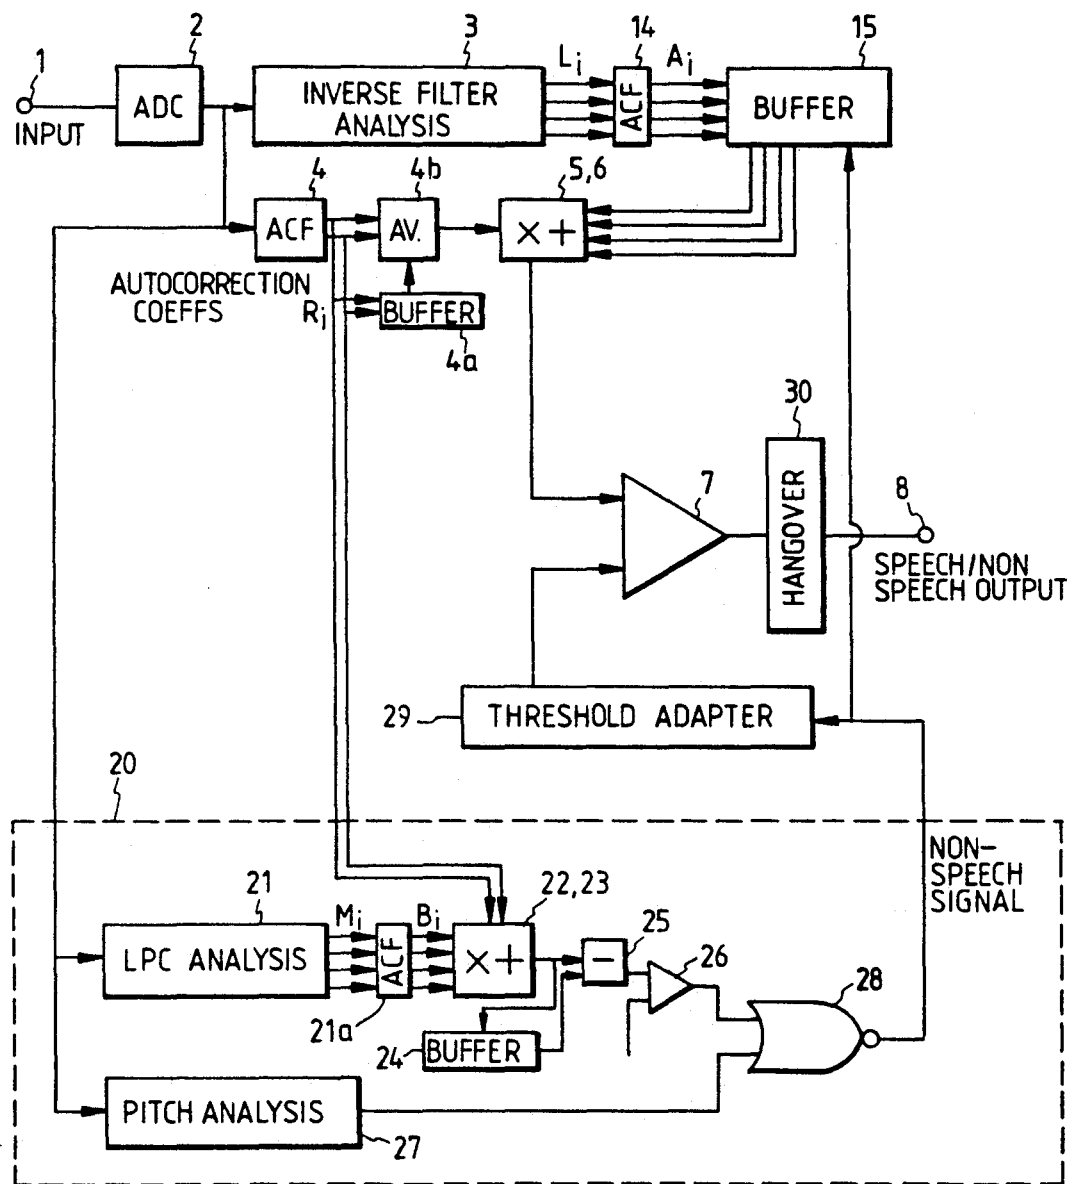 1
2
3
14
15
INPUT
ADC
INVERSE FILTER
ANALYSIS
Li
ACF
Ai
BUFFER
4
4b
5,6
ACF
AV.
×+
AUTOCORRECTION
COEFFS
Ri
BUFFER
4a
30
7
HANGOVER
8
SPEECH/NON
SPEECH OUTPUT
29
THRESHOLD ADAPTER
20
NON-
SPEECH
SIGNAL
21
Mi
Bi
22,23
25
26
28
LPC ANALYSIS
ACF
×+
-
21a
24
BUFFER
PITCH ANALYSIS
27